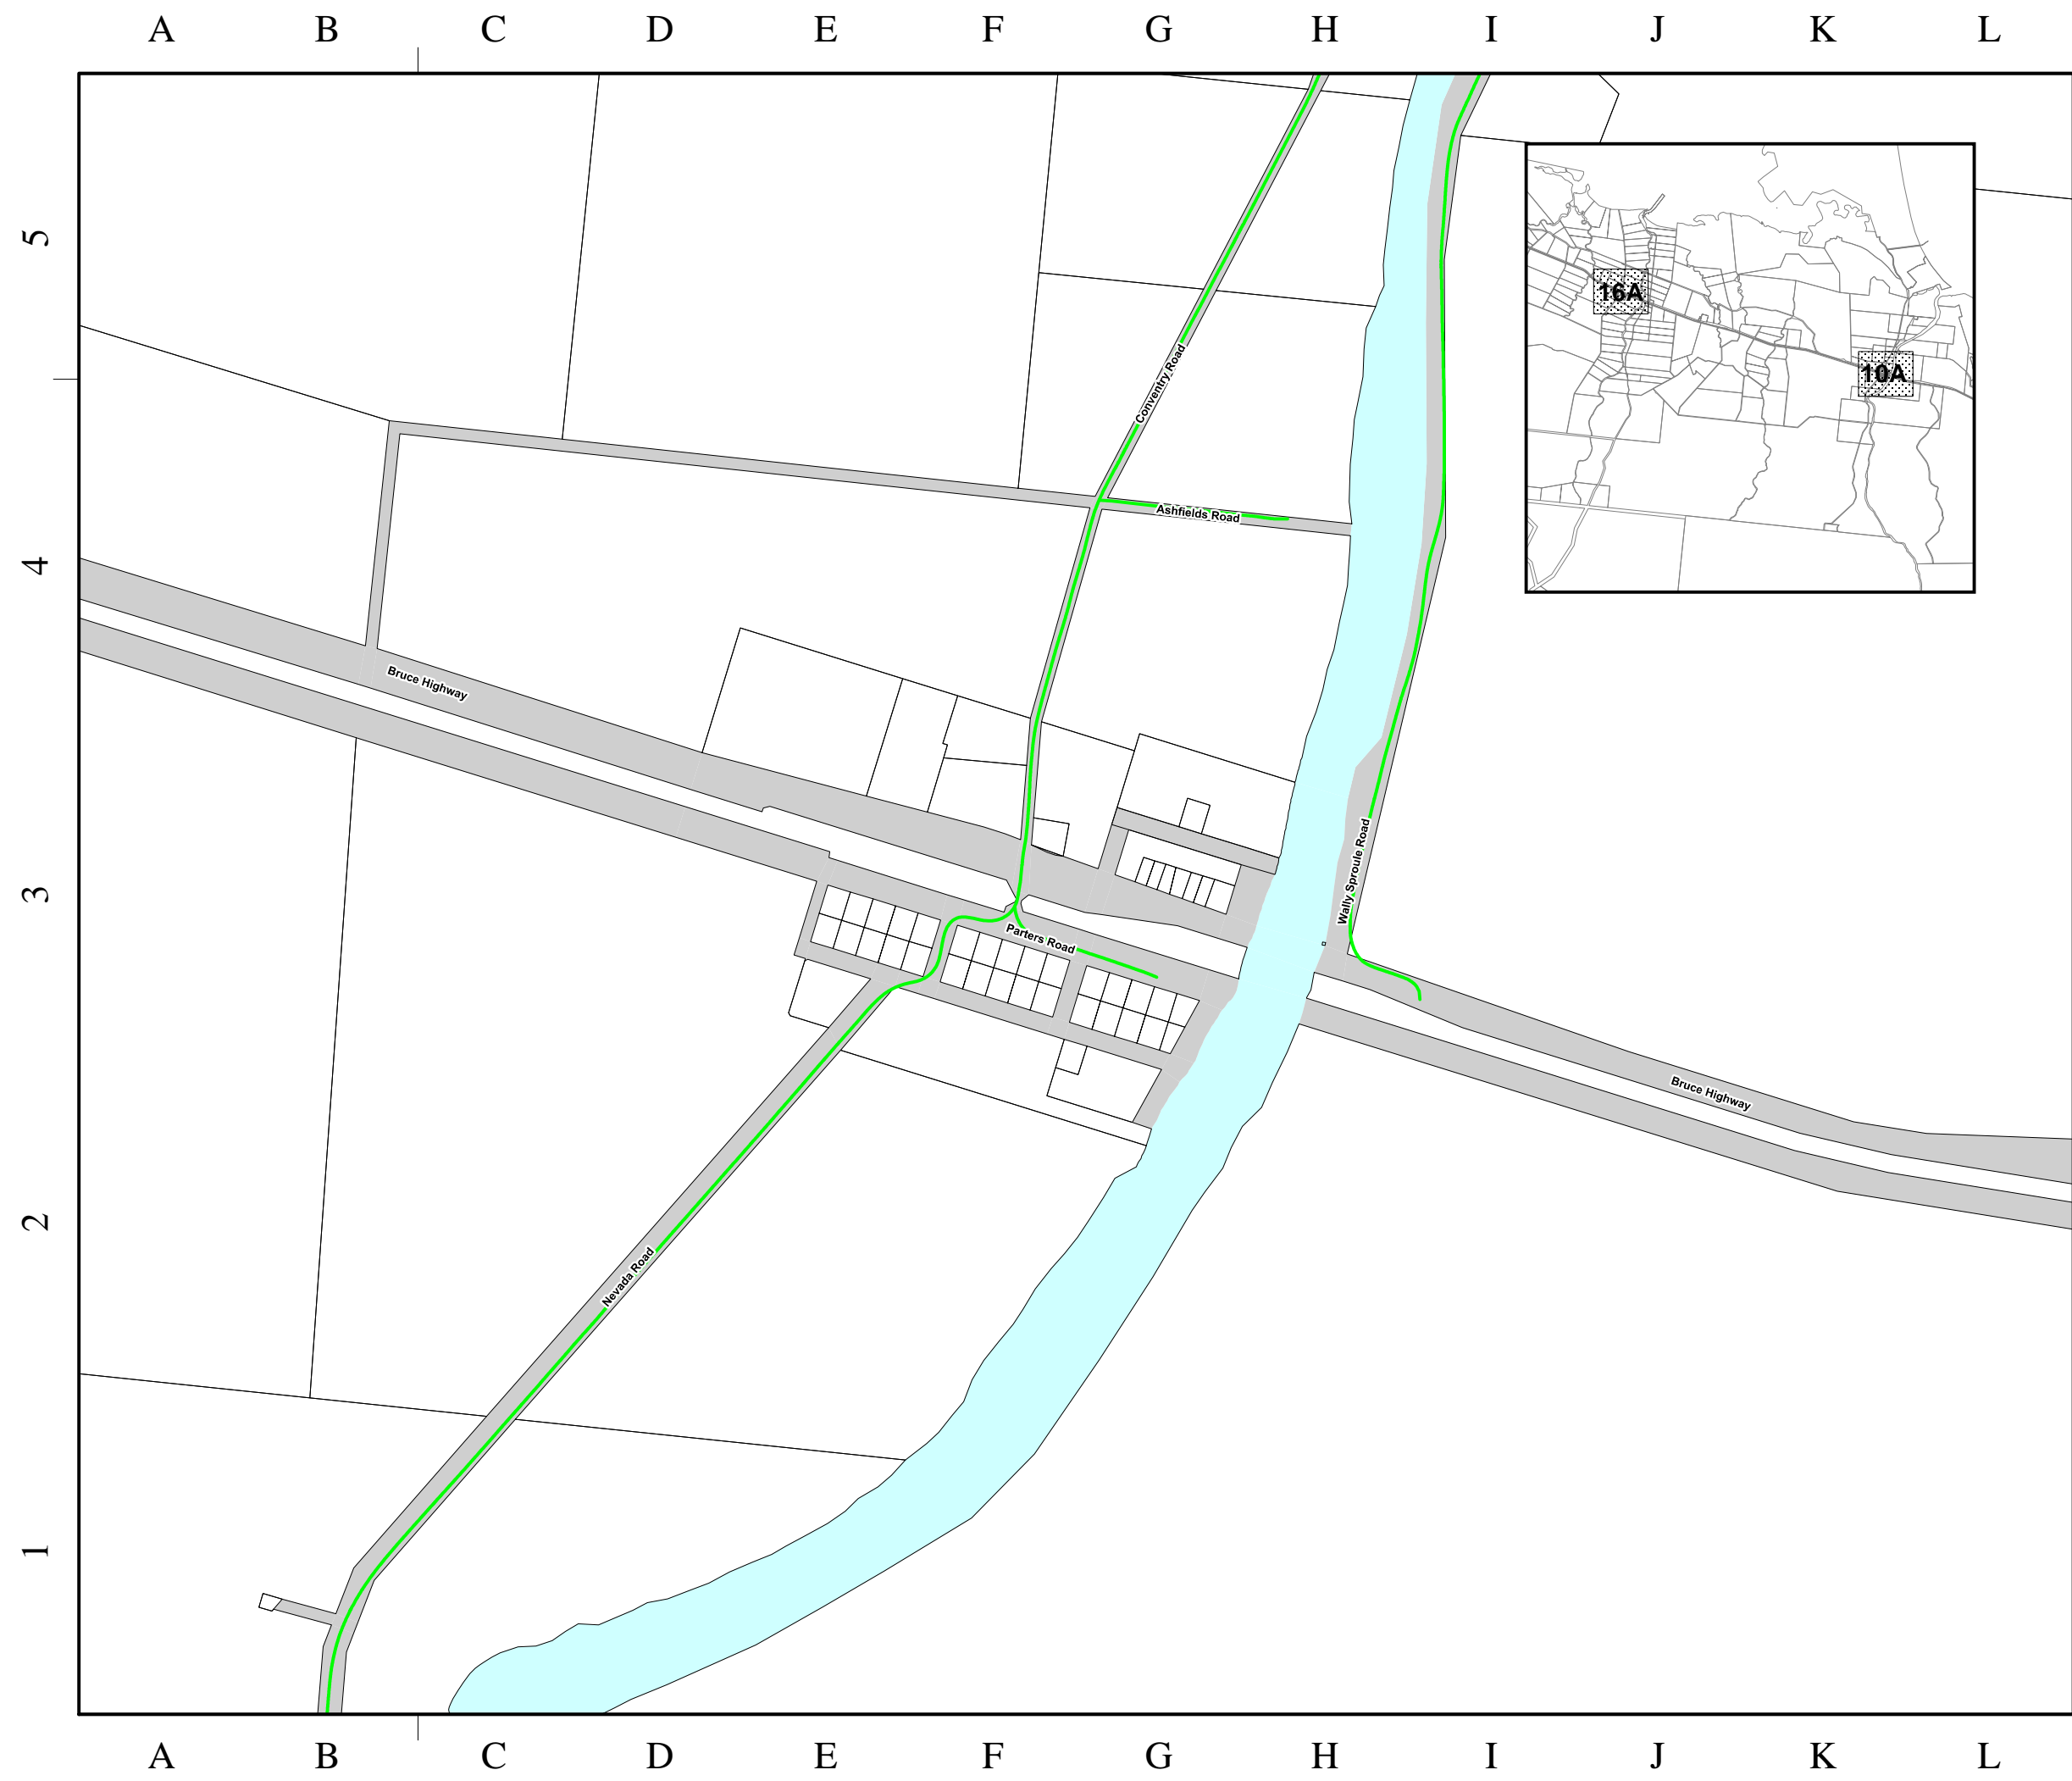 A B C D E F G H I J K L
5
16A
10A
Coventry Road
Ashfields Road
4
Bruce Highway
Wally Sproule Road
3
Parters Road
Bruce Highway
2
Nevada Road
1
A B C D E F G H I J K L